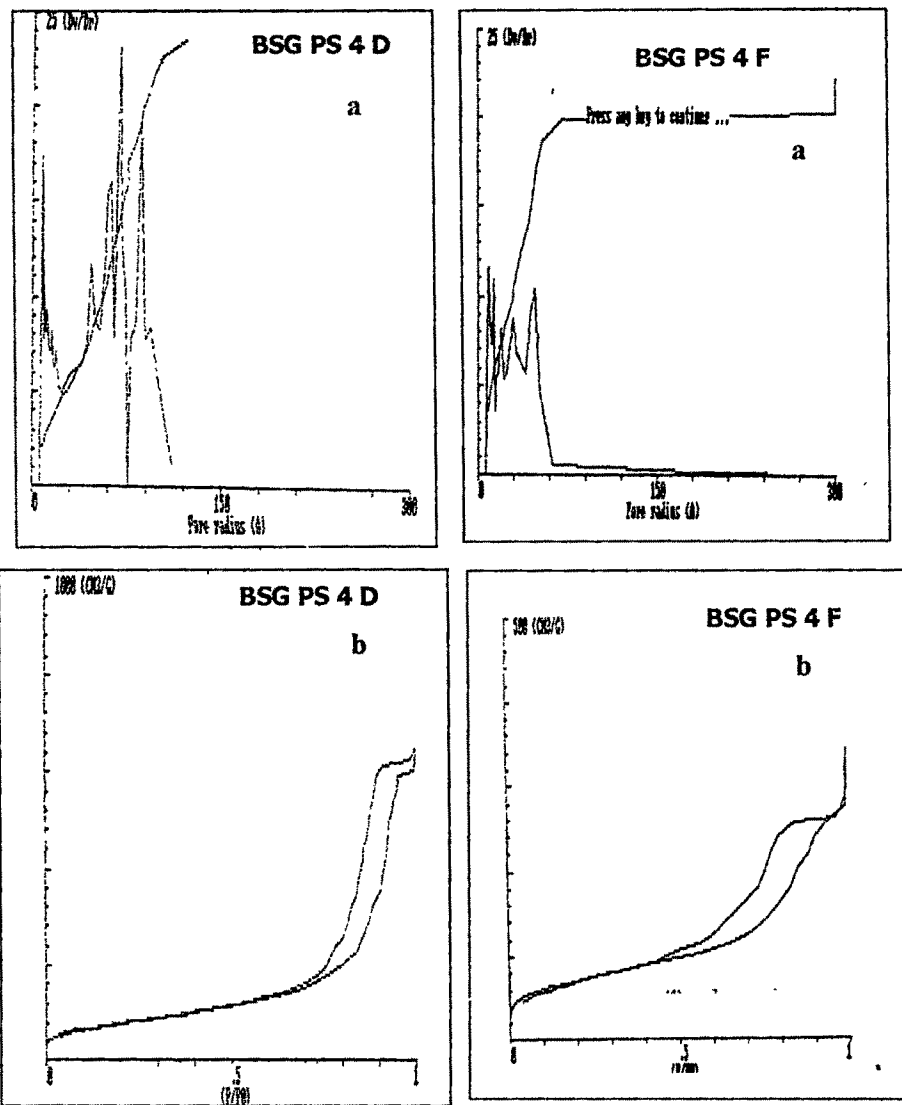 25 (Dv/Dr)
BSG PS 4 D
a
0 150 300
Pore radius (A)
25 (Dv/Dr)
BSG PS 4 F
Press any key to continue ...
a
0 150 300
Pore radius (A)
1000 (CM3/G)
BSG PS 4 D
b
0 .5 1
(P/P0)
500 (CM3/G)
BSG PS 4 F
b
0 .5 1
(P/P0)